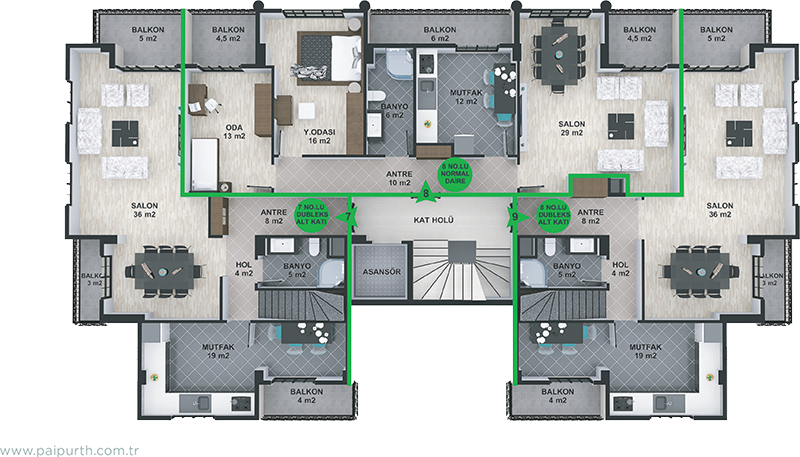 BALKON
5 m2
BALKON
4,5 m2
BALKON
6 m2
BALKON
4,5 m2
BALKON
5 m2
ODA
13 m2
Y.ODASI
16 m2
BANYO
6 m2
MUTFAK
12 m2
SALON
29 m2
ANTRE
10 m2
8 NO.LU
NORMAL
DAİRE
8
SALON
36 m2
ANTRE
8 m2
7 NO.LU
DUBLEKS
ALT KATI
7
KAT HOLÜ
9
8 NO.LU
DUBLEKS
ALT KATI
ANTRE
8 m2
SALON
36 m2
BALKON
3 m2
HOL
4 m2
BANYO
5 m2
ASANSÖR
BANYO
5 m2
HOL
4 m2
BALKON
3 m2
MUTFAK
19 m2
MUTFAK
19 m2
BALKON
4 m2
BALKON
4 m2
www.paipurth.com.tr